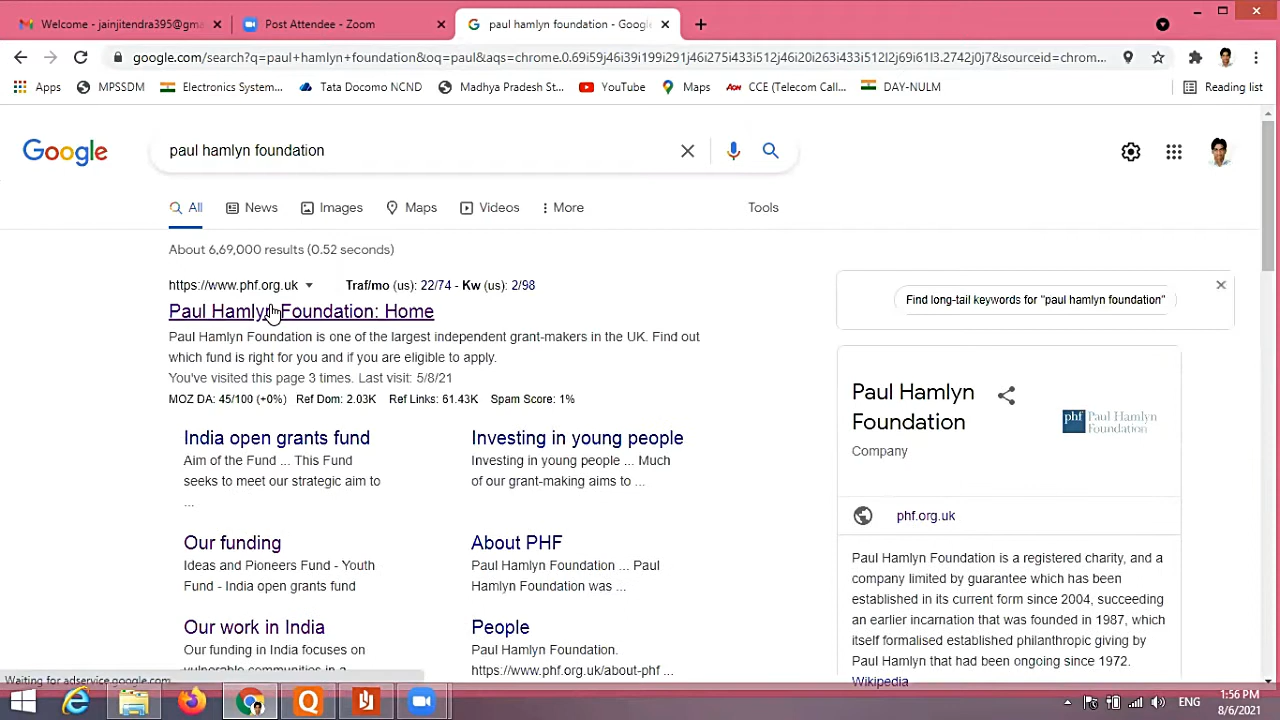 Welcome - jainjitendra395@gma
Post Attendee - Zoom
paul hamlyn foundation - Google
google.com/search?q=paul+hamlyn+foundation&oq=paul&aqs=chrome.0.69i59j46i39i199i291j46i275i433i512j46i20i263i433i512l2j69i61l3.2742j0j7&sourceid=chrom...
Apps
MPSSDM
Electronics System...
Tata Docomo NCND
Madhya Pradesh St...
YouTube
Maps
Aon CCE (Telecom Call...
DAY-NULM
Reading list
Google
paul hamlyn foundation
All
News
Images
Maps
Videos
More
Tools
About 6,69,000 results (0.52 seconds)
https://www.phf.org.uk Traf/mo (us): 22/74 - Kw (us): 2/98
Paul Hamlyn Foundation: Home
Paul Hamlyn Foundation is one of the largest independent grant-makers in the UK. Find out
which fund is right for you and if you are eligible to apply.
You've visited this page 3 times. Last visit: 5/8/21
MOZ DA: 45/100 (+0%) Ref Dom: 2.03K Ref Links: 61.43K Spam Score: 1%
India open grants fund
Aim of the Fund ... This Fund
seeks to meet our strategic aim to
...
Investing in young people
Investing in young people ... Much
of our grant-making aims to ...
Our funding
Ideas and Pioneers Fund - Youth
Fund - India open grants fund
About PHF
Paul Hamlyn Foundation ... Paul
Hamlyn Foundation was ...
Our work in India
Our funding in India focuses on
vulnerable communities in a
People
Paul Hamlyn Foundation.
https://www.phf.org.uk/about-phf ...
Find long-tail keywords for "paul hamlyn foundation"
Paul Hamlyn
Foundation
Company
phf Paul Hamlyn
Foundation
phf.org.uk
Paul Hamlyn Foundation is a registered charity, and a
company limited by guarantee which has been
established in its current form since 2004, succeeding
an earlier incarnation that was founded in 1987, which
itself formalised established philanthropic giving by
Paul Hamlyn that had been ongoing since 1972.
Wikipedia
Waiting for adservice.google.com
ENG
1:56 PM
8/6/2021